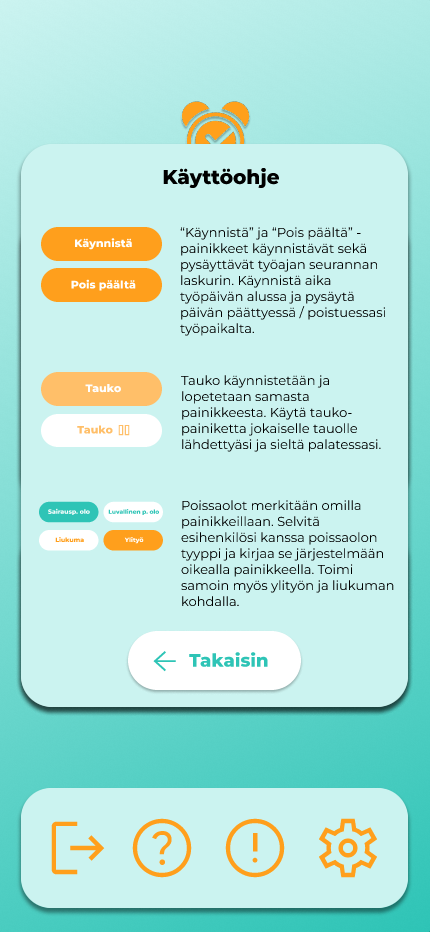 Käyttöohje
Käynnistä
Pois päältä
“Käynnistä” ja “Pois päältä” -
painikkeet käynnistävät sekä
pysäyttävät työajan seurannan
laskurin. Käynnistä aika
työpäivän alussa ja pysäytä
päivän päättyessä / poistuessasi
työpaikalta.
Tauko
Tauko
Tauko käynnistetään ja
lopetetaan samasta
painikkeesta. Käytä tauko-
painiketta jokaiselle tauolle
lähdettyäsi ja sieltä palatessasi.
Sairausp. olo
Luvallinen p. olo
Liukuma
Ylityö
Poissaolot merkitään omilla
painikkeillaan. Selvitä
esihenkilösi kanssa poissaolon
tyyppi ja kirjaa se järjestelmään
oikealla painikkeella. Toimi
samoin myös ylityön ja liukuman
kohdalla.
Takaisin